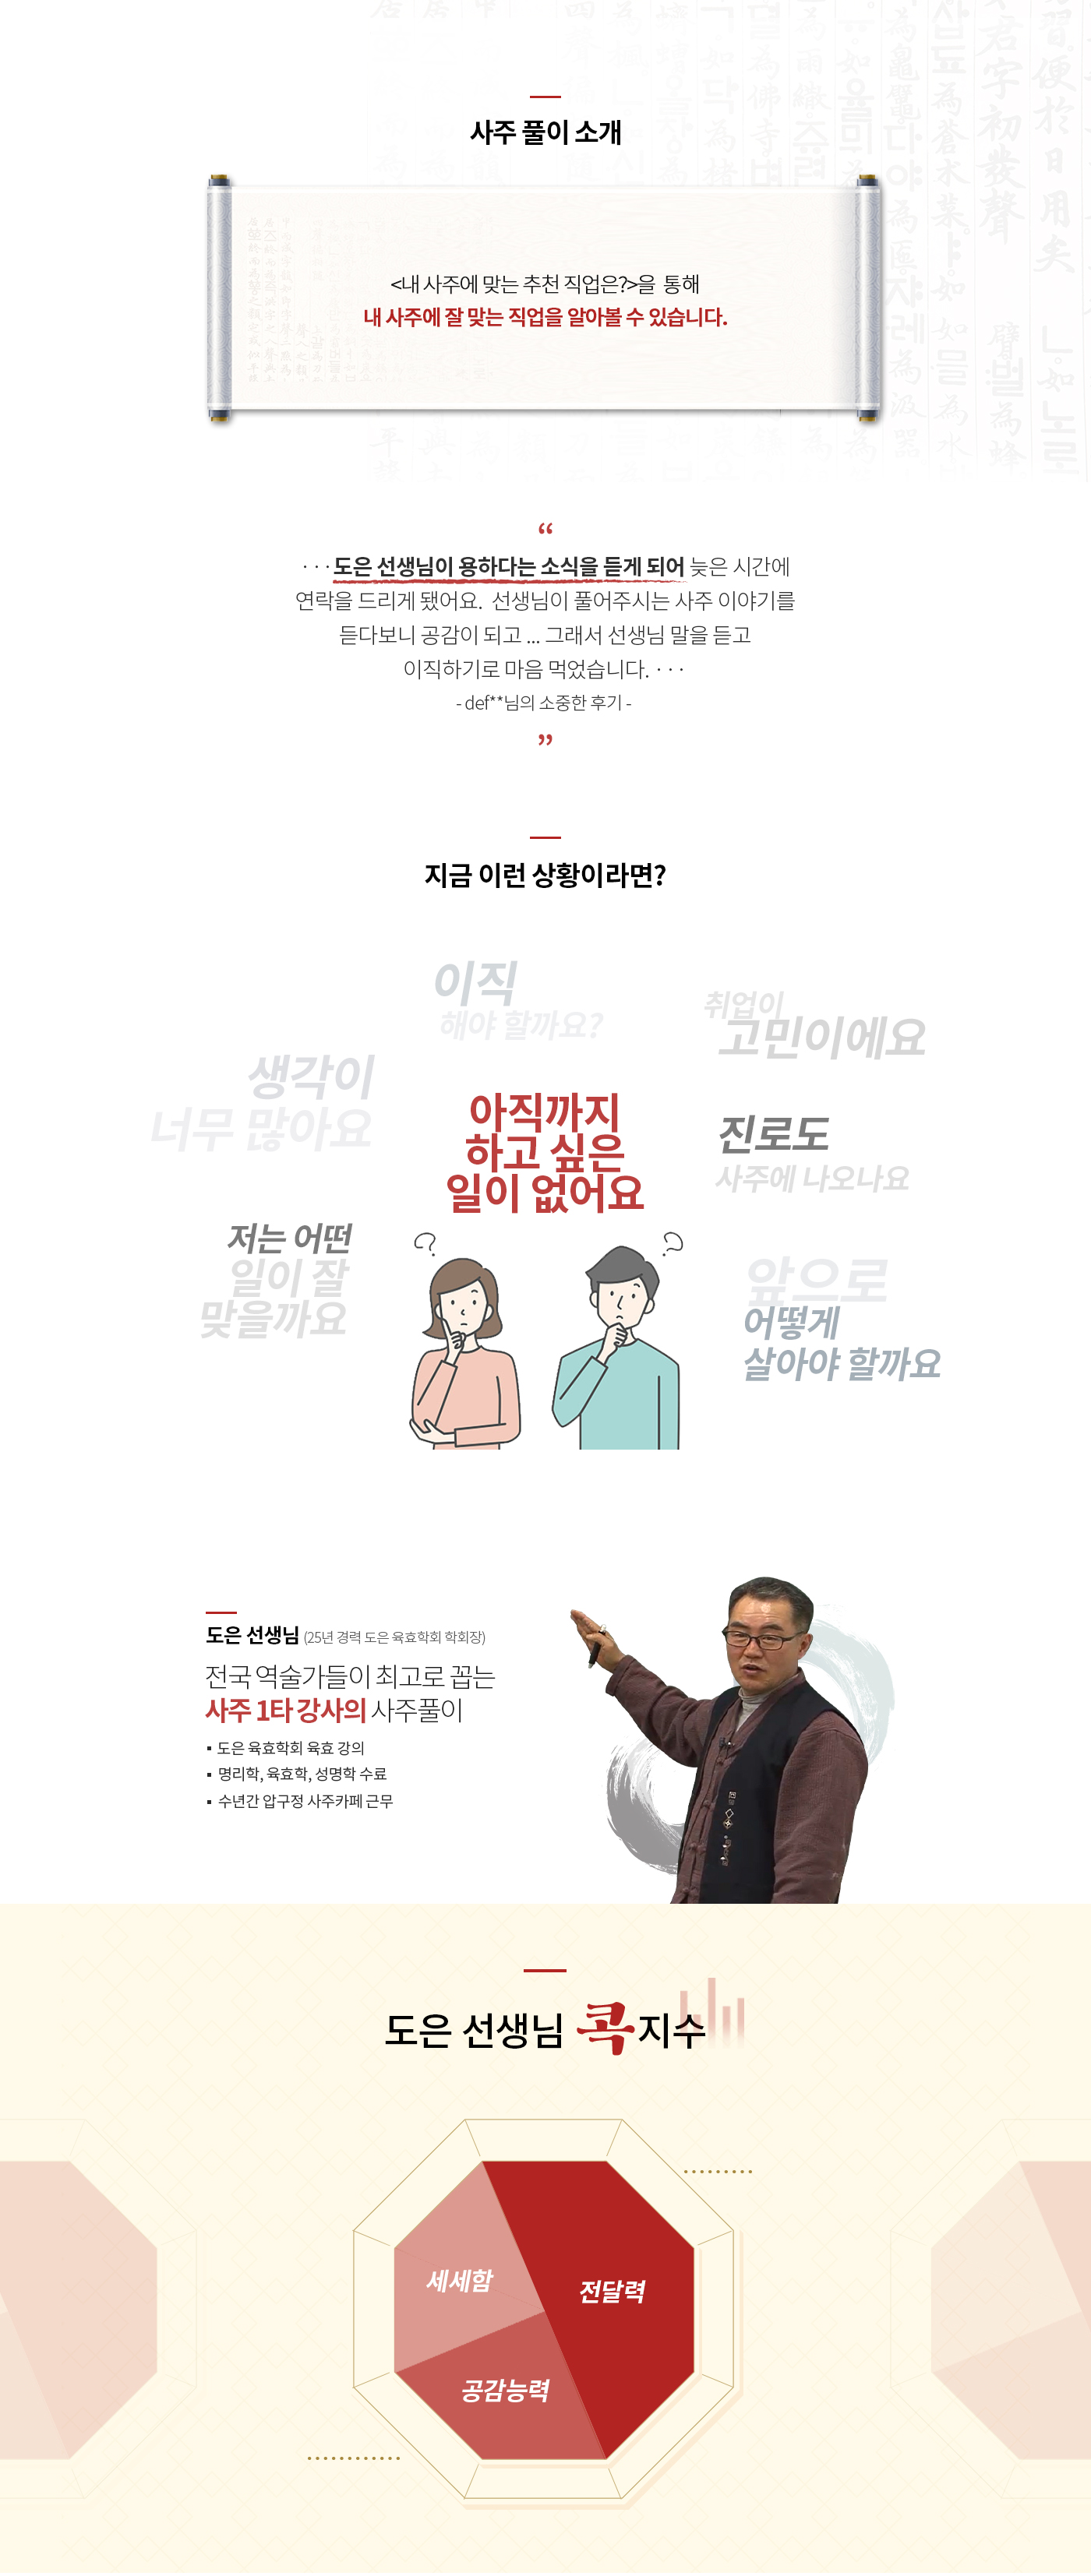 사주 풀이 소개
<내 사주에 맞는 추천 직업은?>을 통해
내 사주에 잘 맞는 직업을 알아볼 수 있습니다.
“
···도은 선생님이 용하다는 소식을 듣게 되어 늦은 시간에
연락을 드리게 됐어요. 선생님이 풀어주시는 사주 이야기를
듣다보니 공감이 되고 ... 그래서 선생님 말을 듣고
이직하기로 마음 먹었습니다. ···
- def**님의 소중한 후기 -
”
지금 이런 상황이라면?
이직
해야 할까요?
취업이
고민이에요
생각이
너무 많아요
아직까지
하고 싶은
일이 없어요
진로도
사주에 나오나요
저는 어떤
일이 잘
맞을까요
앞으로
어떻게
살아야 할까요
도은 선생님 (25년 경력 도은 육효학회 학회장)
전국 역술가들이 최고로 꼽는
사주 1타 강사의 사주풀이
▪ 도은 육효학회 육효 강의
▪ 명리학, 육효학, 성명학 수료
▪ 수년간 압구정 사주카페 근무
도은 선생님 콕지수
세세함
전달력
공감능력